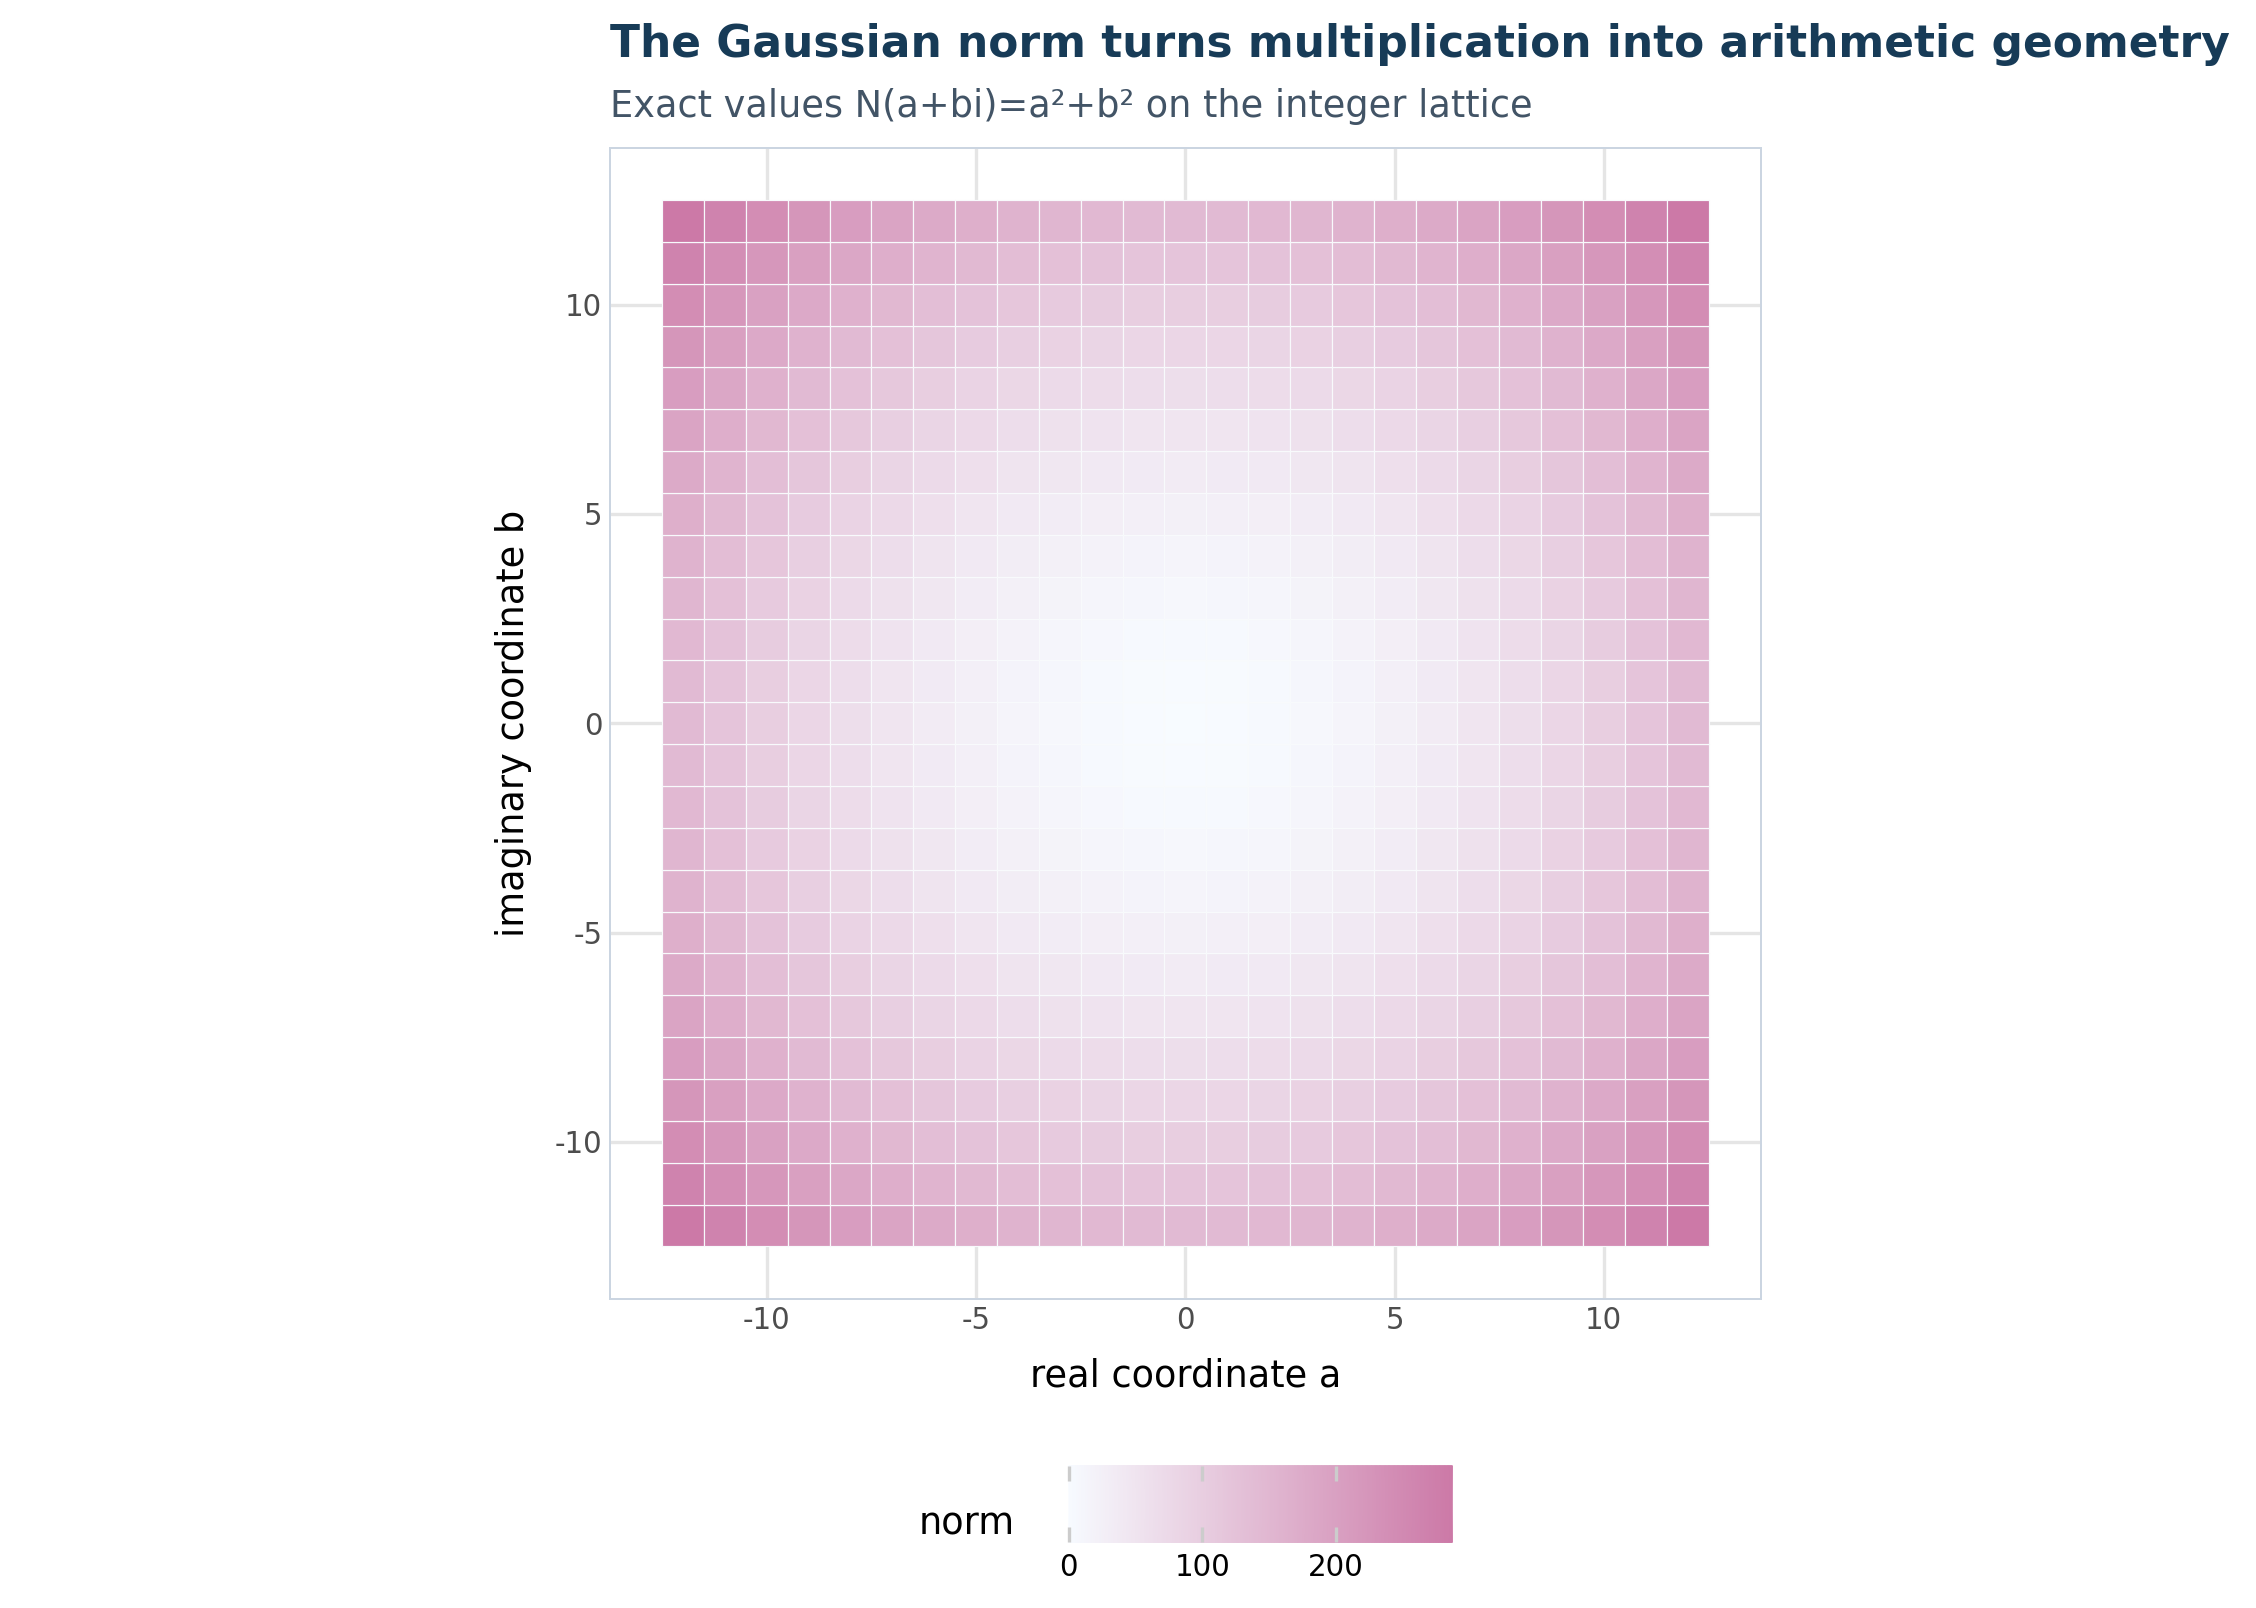 The Gaussian norm turns multiplication into arithmetic geometry
Exact values N(a+bi)=a²+b² on the integer lattice
imaginary coordinate b
10
5
0
-5
-10
-10 -5 0 5 10
real coordinate a
norm
0 100 200